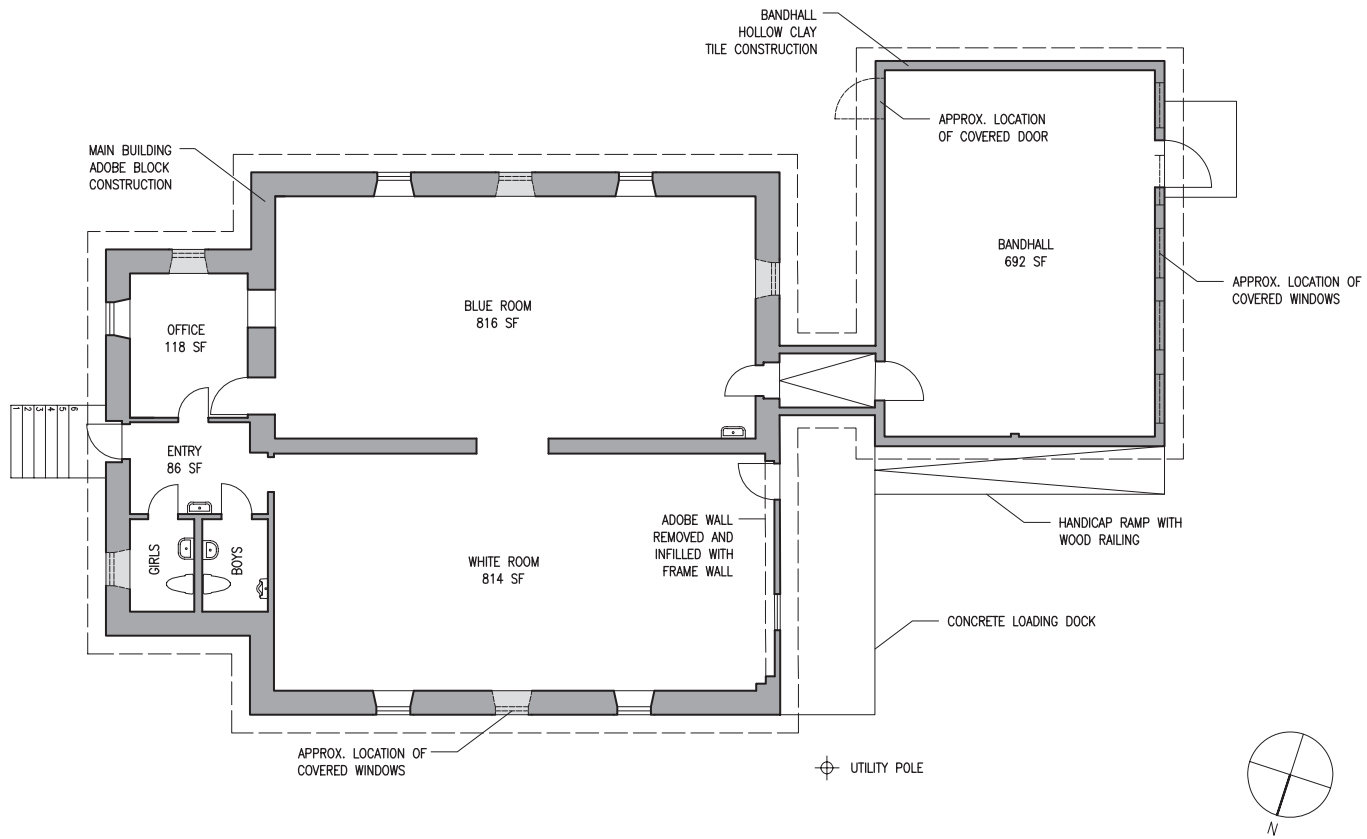 BANDHALL
HOLLOW CLAY
TILE CONSTRUCTION
APPROX. LOCATION
OF COVERED DOOR
MAIN BUILDING
ADOBE BLOCK
CONSTRUCTION
BANDHALL
692 SF
APPROX. LOCATION OF
COVERED WINDOWS
BLUE ROOM
816 SF
OFFICE
118 SF
1
2
3
4
5
6
ENTRY
86 SF
ADOBE WALL
REMOVED AND
INFILLED WITH
FRAME WALL
HANDICAP RAMP WITH
WOOD RAILING
GIRLS
BOYS
WHITE ROOM
814 SF
CONCRETE LOADING DOCK
APPROX. LOCATION OF
COVERED WINDOWS
UTILITY POLE
N